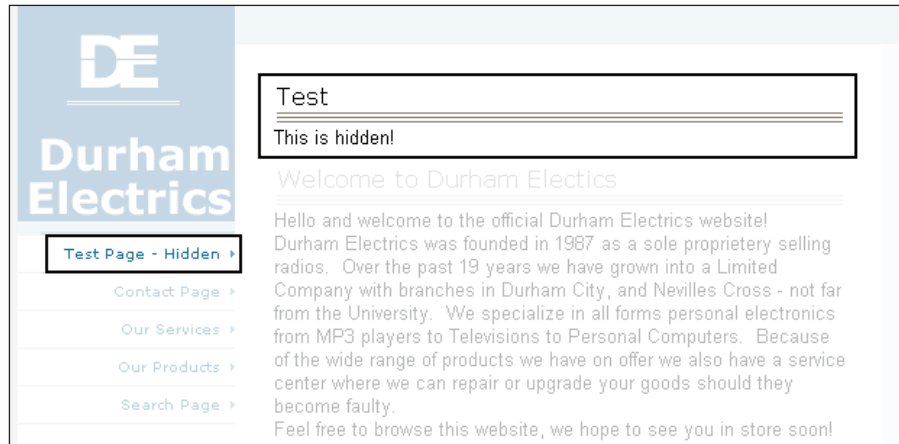 DE
Durham
Electrics
Test Page - Hidden
Contact Page
Our Services
Our Products
Search Page
Test
This is hidden!
Welcome to Durham Electics
Hello and welcome to the official Durham Electrics website!
Durham Electrics was founded in 1987 as a sole proprietery selling
radios. Over the past 19 years we have grown into a Limited
Company with branches in Durham City, and Nevilles Cross - not far
from the University. We specialize in all forms personal electronics
from MP3 players to Televisions to Personal Computers. Because
of the wide range of products we have on offer we also have a service
center where we can repair or upgrade your goods should they
become faulty.
Feel free to browse this website, we hope to see you in store soon!